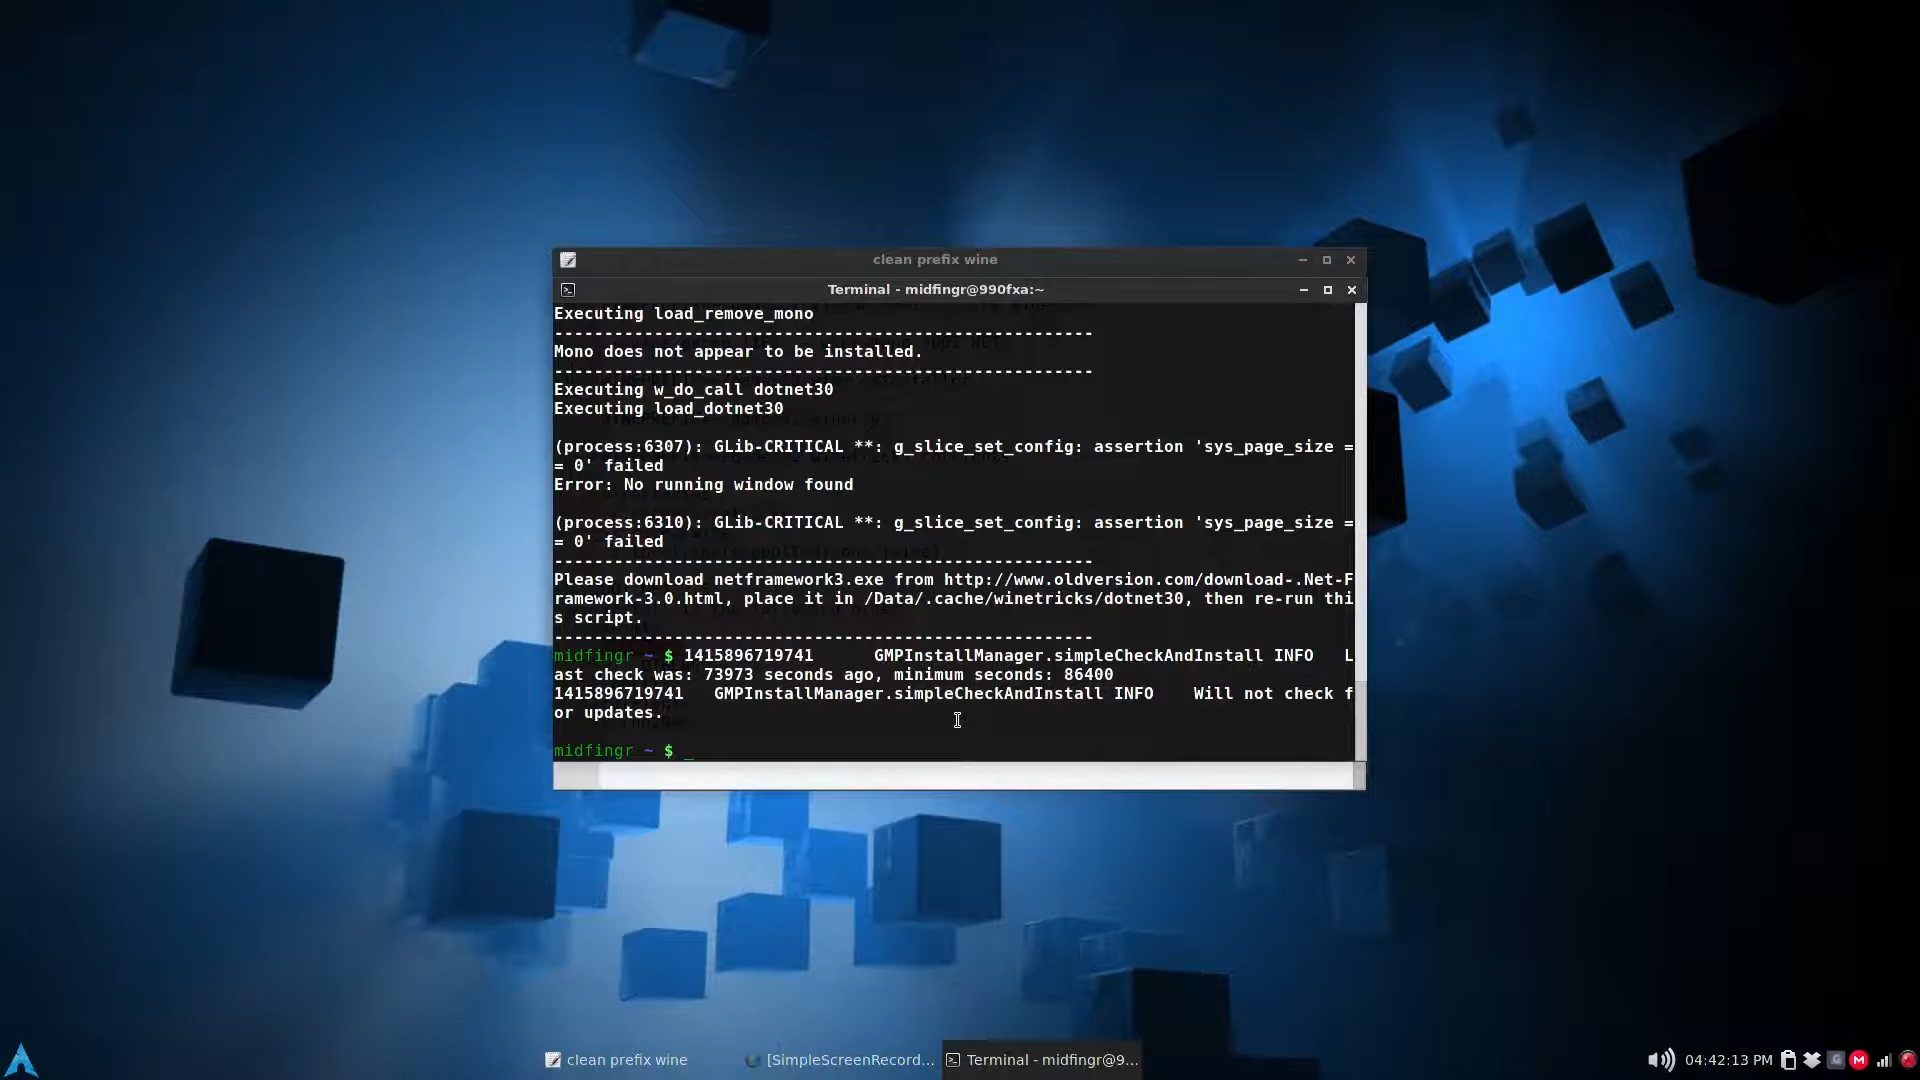 clean prefix wine
Terminal - midfingr@990fxa:~
Executing load_remove_mono
------------------------------------------------------
Mono does not appear to be installed.
------------------------------------------------------
Executing w_do_call dotnet30
Executing load_dotnet30
(process:6307): GLib-CRITICAL **: g_slice_set_config: assertion 'sys_page_size =
= 0' failed
Error: No running window found
(process:6310): GLib-CRITICAL **: g_slice_set_config: assertion 'sys_page_size =
= 0' failed
------------------------------------------------------
Please download netframework3.exe from http://www.oldversion.com/download-.Net-F
ramework-3.0.html, place it in /Data/.cache/winetricks/dotnet30, then re-run thi
s script.
------------------------------------------------------
midfingr ~ $ 1415896719741      GMPInstallManager.simpleCheckAndInstall INFO   L
ast check was: 73973 seconds ago, minimum seconds: 86400
1415896719741   GMPInstallManager.simpleCheckAndInstall INFO    Will not check f
or updates.
midfingr ~ $ _
clean prefix wine
[SimpleScreenRecord...
Terminal - midfingr@9...
04:42:13 PM